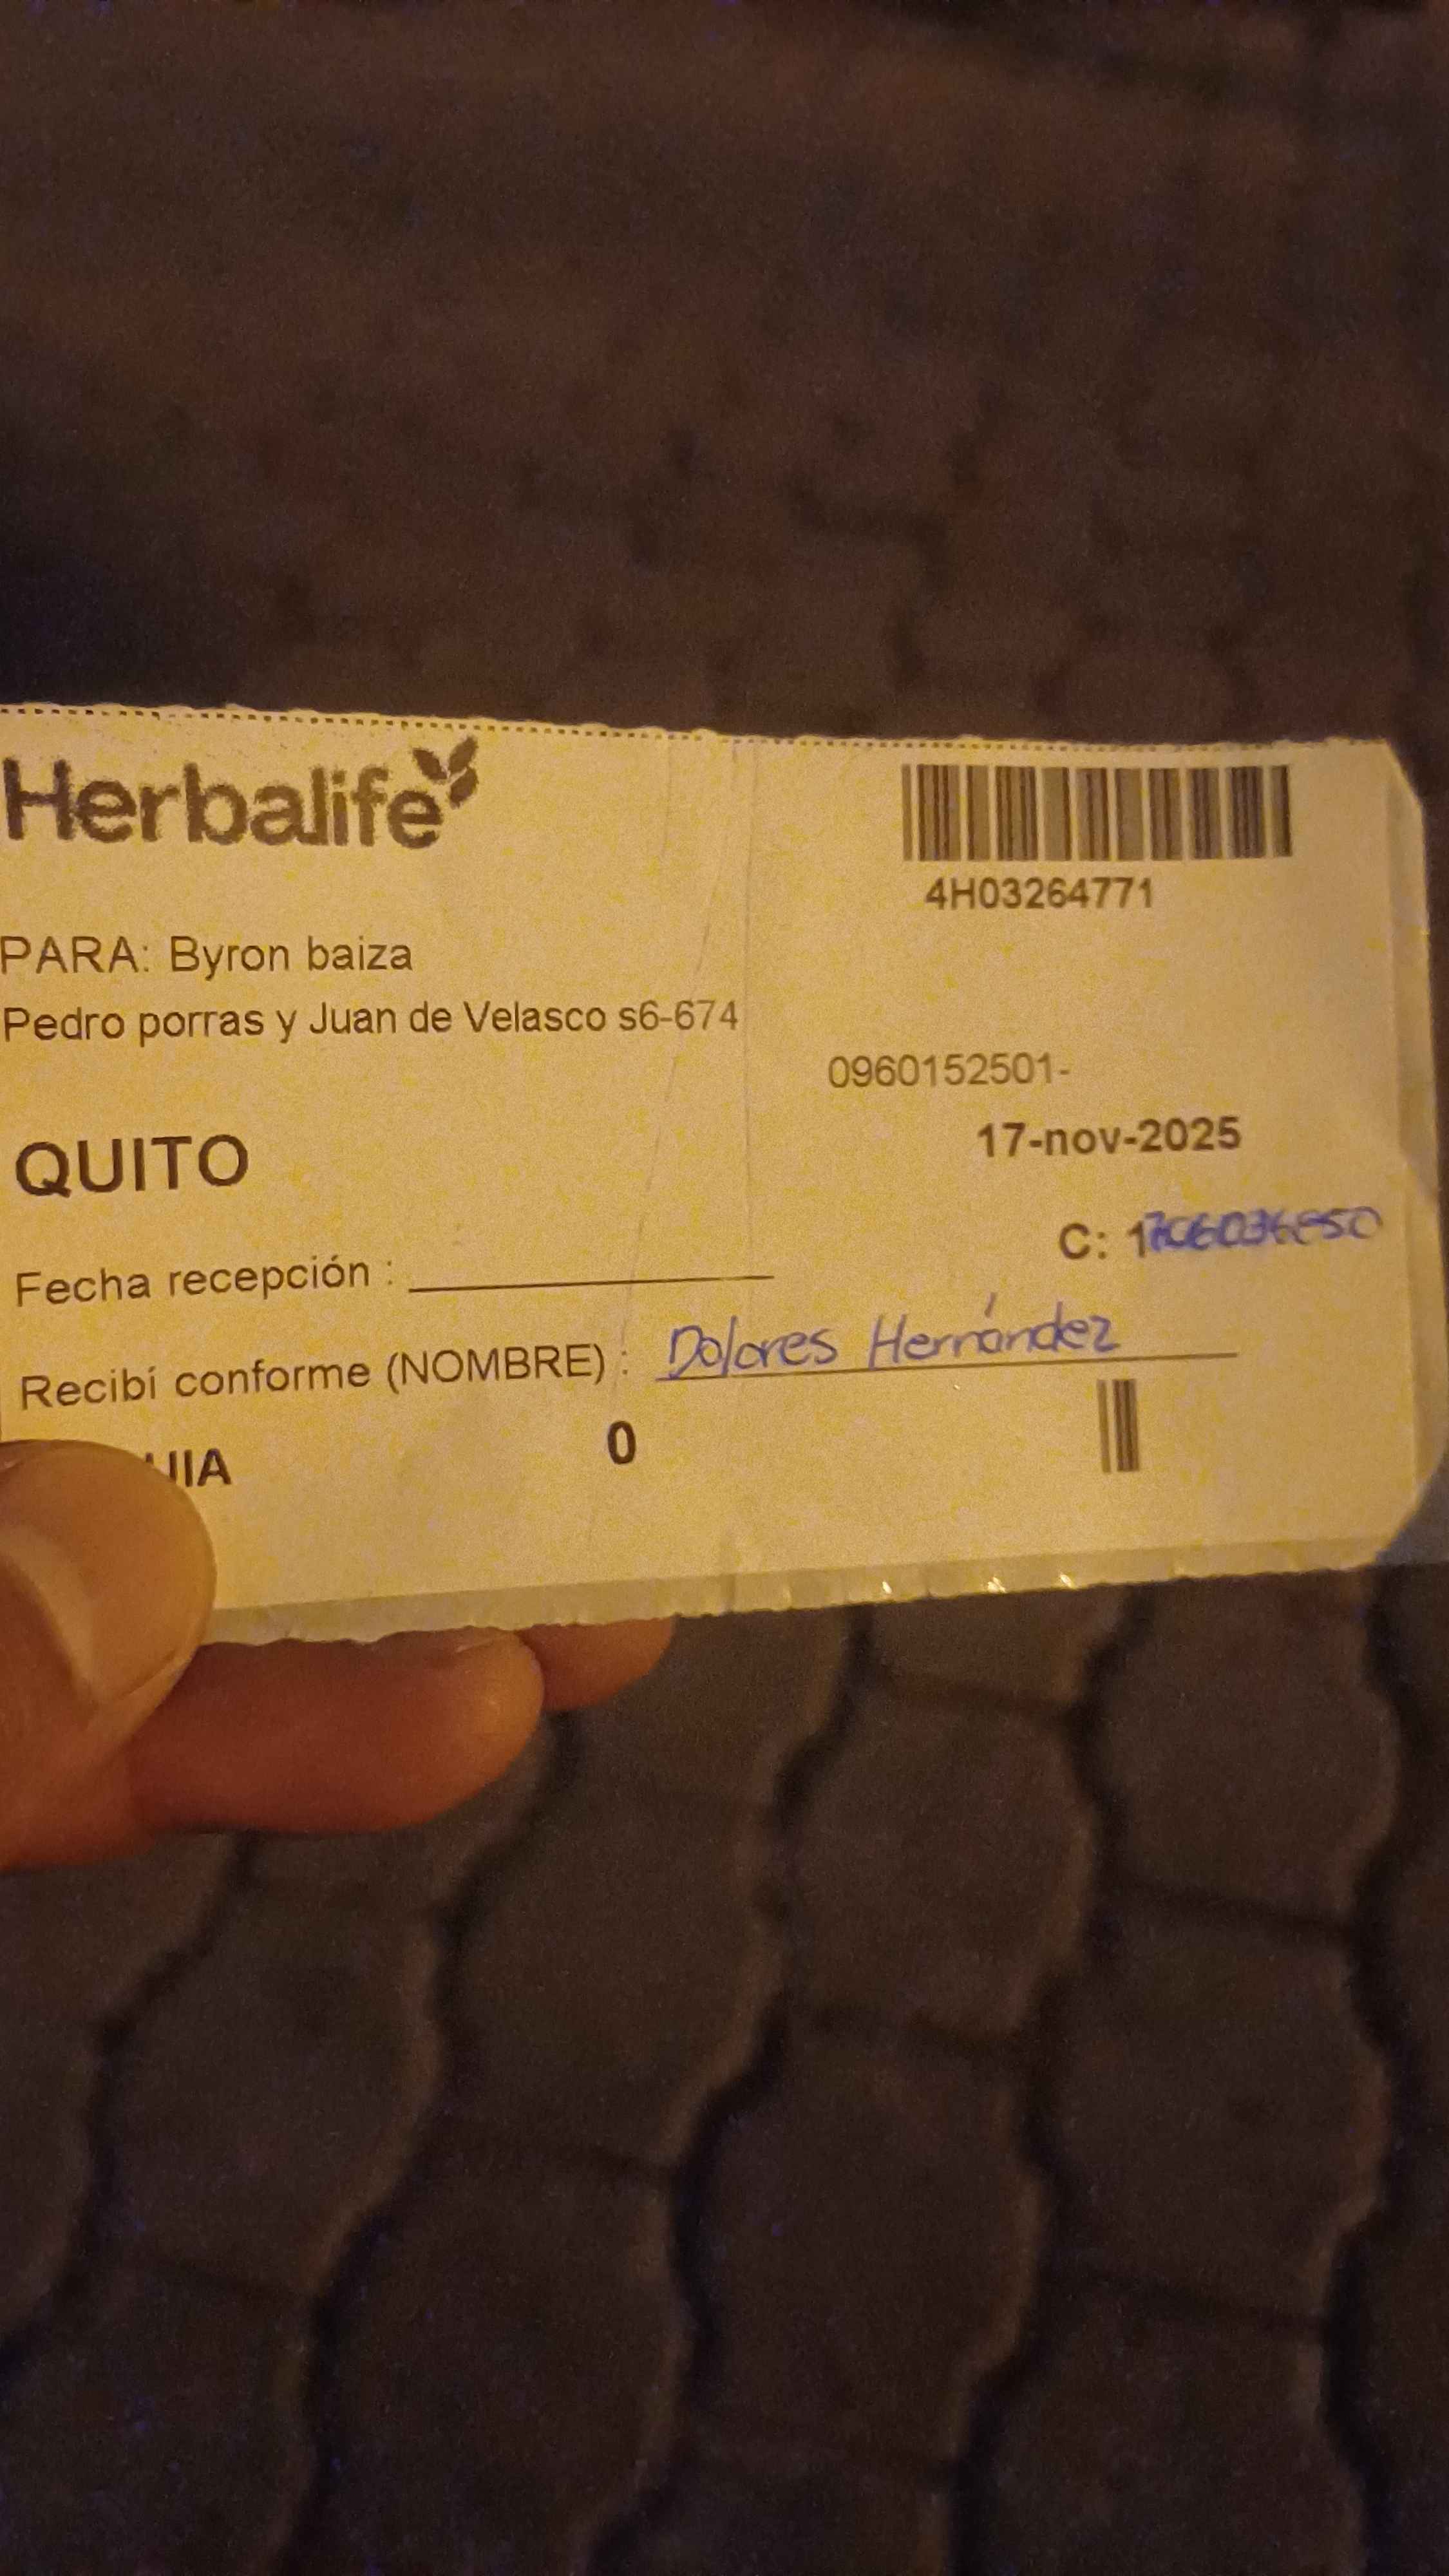 Herbalife
4H03264771
PARA: Byron baiza
Pedro porras y Juan de Velasco s6-674
0960152501-
17-nov-2025
QUITO
C:
Fecha recepción :
Recibí conforme (NOMBRE) : Dolores Hernández
0